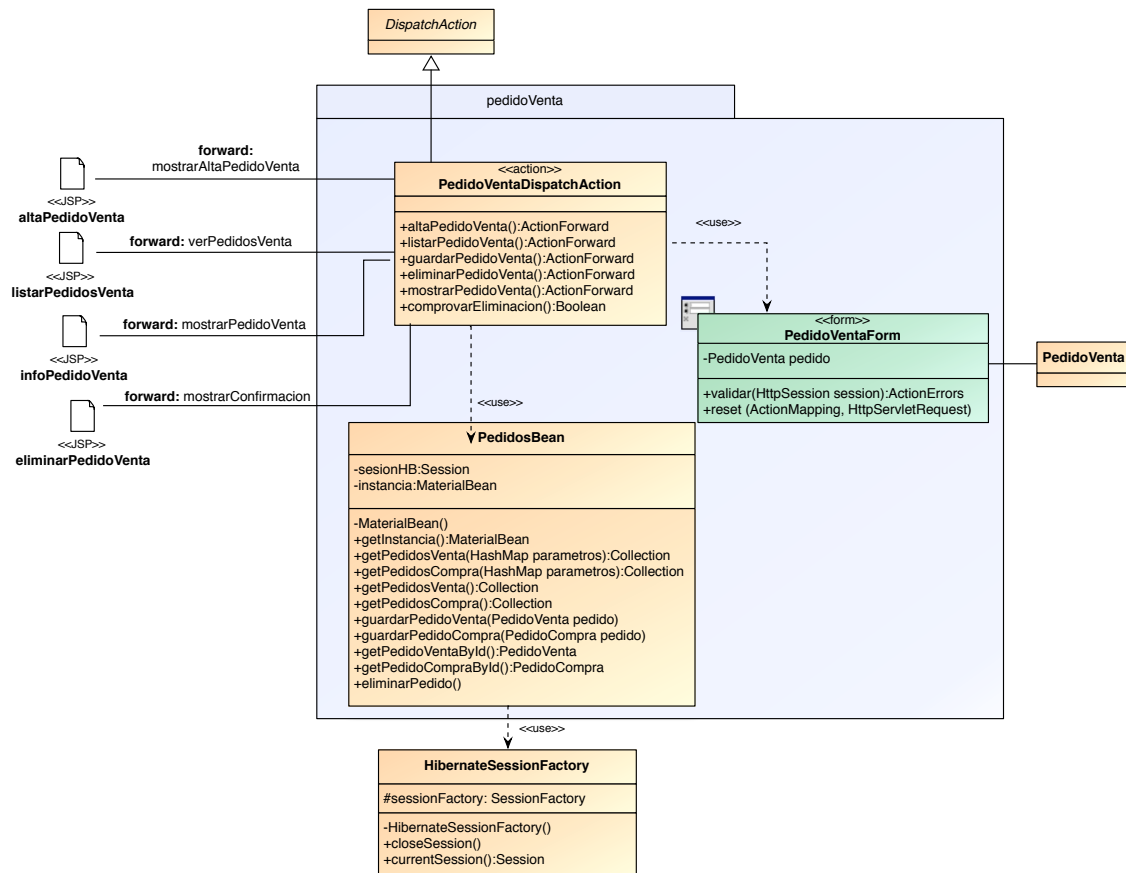 DispatchAction
pedidoVenta
forward:
mostrarAltaPedidoVenta
<<JSP>>
altaPedidoVenta
forward: verPedidosVenta
<<JSP>>
listarPedidosVenta
forward: mostrarPedidoVenta
<<JSP>>
infoPedidoVenta
forward: mostrarConfirmacion
<<JSP>>
eliminarPedidoVenta
<<action>>
PedidoVentaDispatchAction
+altaPedidoVenta():ActionForward
+listarPedidoVenta():ActionForward
+guardarPedidoVenta():ActionForward
+eliminarPedidoVenta():ActionForward
+mostrarPedidoVenta():ActionForward
+comprovarEliminacion():Boolean
<<use>>
<<form>>
PedidoVentaForm
-PedidoVenta pedido
+validar(HttpSession session):ActionErrors
+reset (ActionMapping, HttpServletRequest)
PedidoVenta
<<use>>
PedidosBean
-sesionHB:Session
-instancia:MaterialBean
-MaterialBean()
+getInstancia():MaterialBean
+getPedidosVenta(HashMap parametros):Collection
+getPedidosCompra(HashMap parametros):Collection
+getPedidosVenta():Collection
+getPedidosCompra():Collection
+guardarPedidoVenta(PedidoVenta pedido)
+guardarPedidoCompra(PedidoCompra pedido)
+getPedidoVentaById():PedidoVenta
+getPedidoCompraById():PedidoCompra
+eliminarPedido()
<<use>>
HibernateSessionFactory
#sessionFactory: SessionFactory
-HibernateSessionFactory()
+closeSession()
+currentSession():Session